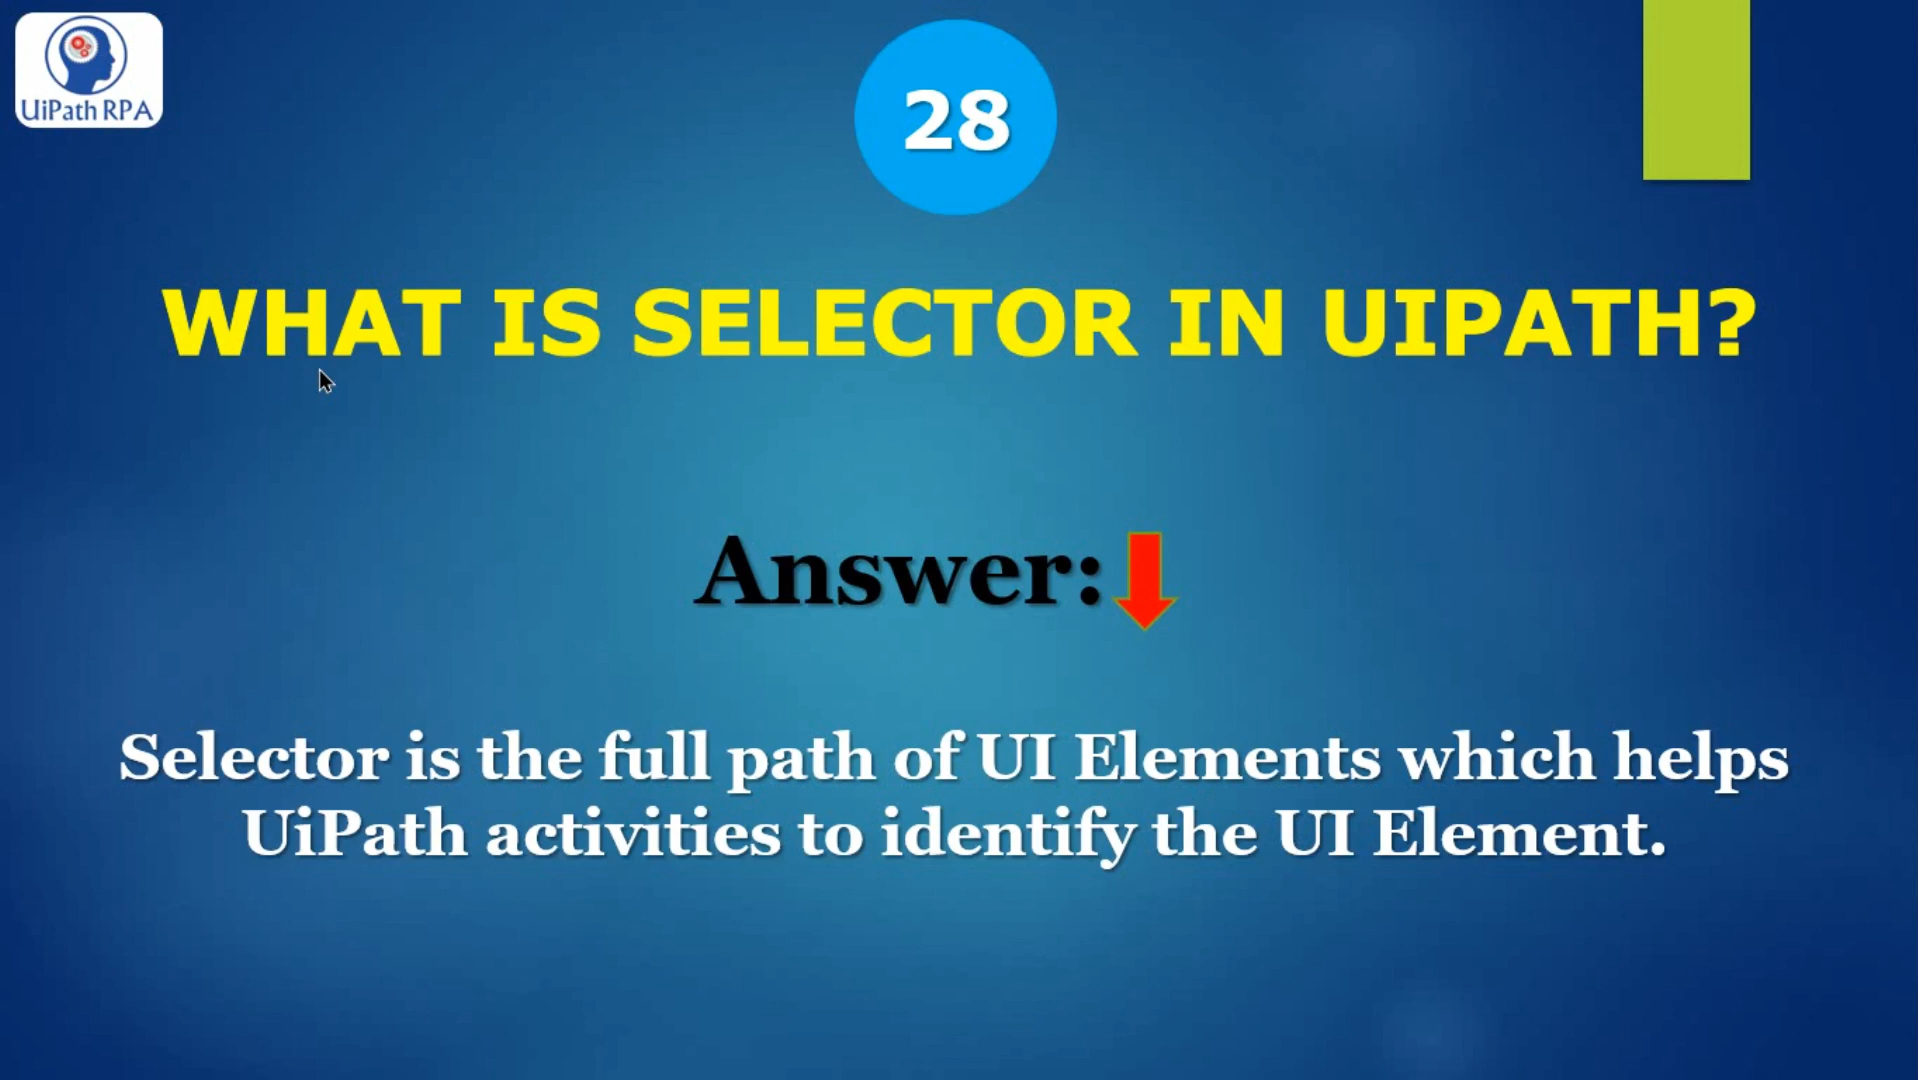 UiPath RPA
28
WHAT IS SELECTOR IN UIPATH?
Answer:
Selector is the full path of UI Elements which helps
UiPath activities to identify the UI Element.